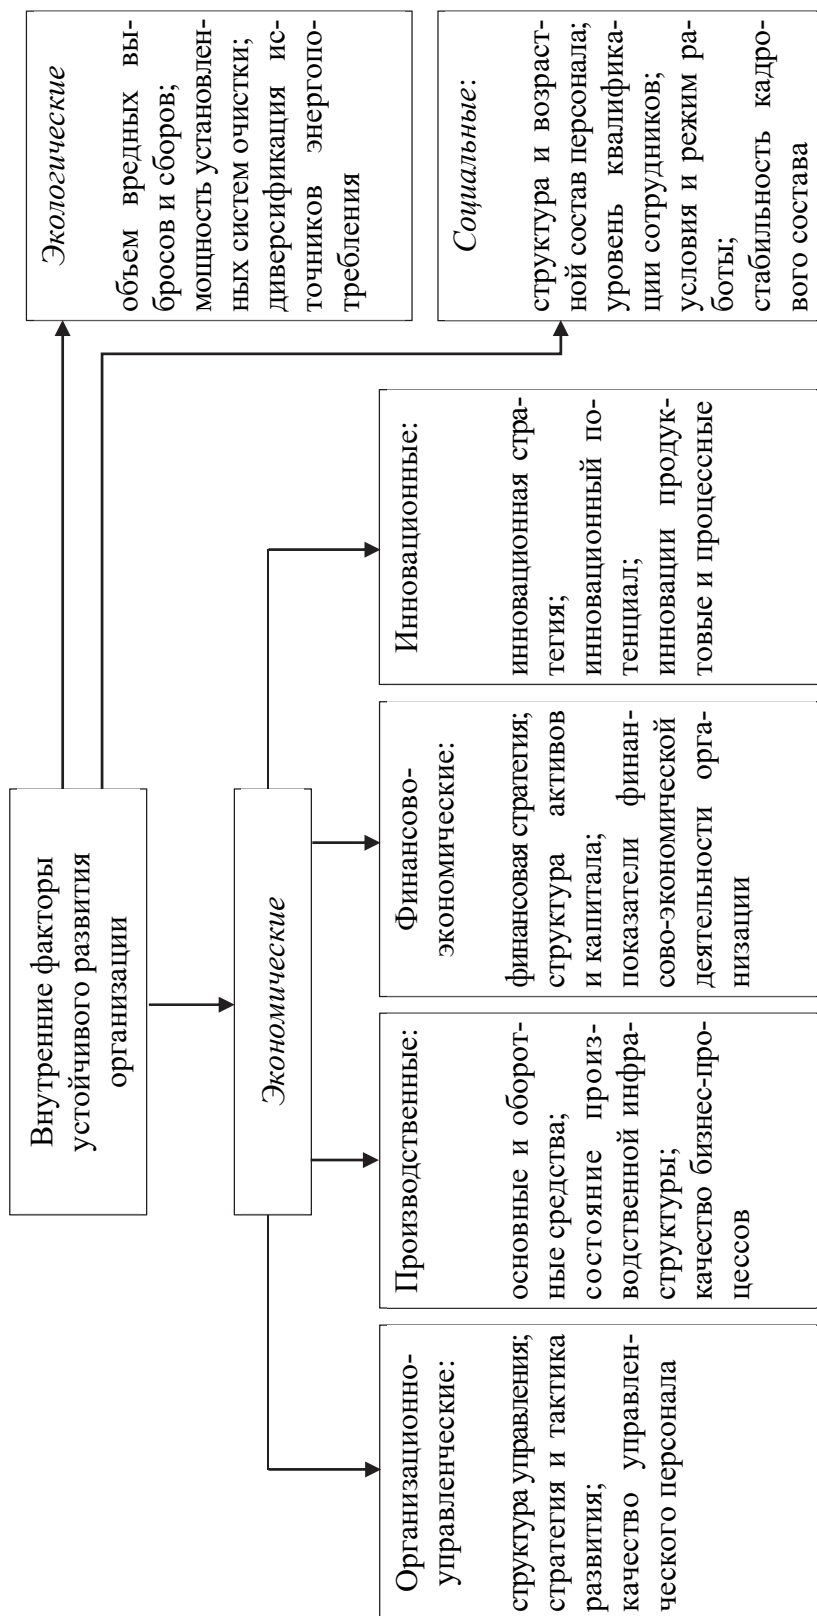 Внутренние факторы
устойчивого развития
организации
Экономические
Организационно-
управленческие:
структура управления;
стратегия и тактика
развития;
качество управлен-
ческого персонала
Производственные:
основные и оборот-
ные средства;
состояние произ-
водственной инфра-
структуры;
качество бизнес-про-
цессов
Финансово-
экономические:
финансовая стратегия;
структура активов
и капитала;
показатели финан-
сово-экономической
деятельности орга-
низации
Инновационные:
инновационная стра-
тегия;
инновационный по-
тенциал;
инновации продук-
товые и процессные
Экологические
объем вредных вы-
бросов и сборов;
мощность установлен-
ных систем очистки;
диверсификация ис-
точников энергопо-
требления
Социальные:
структура и возраст-
ной состав персонала;
уровень квалифика-
ции сотрудников;
условия и режим ра-
боты;
стабильность кадро-
вого состава